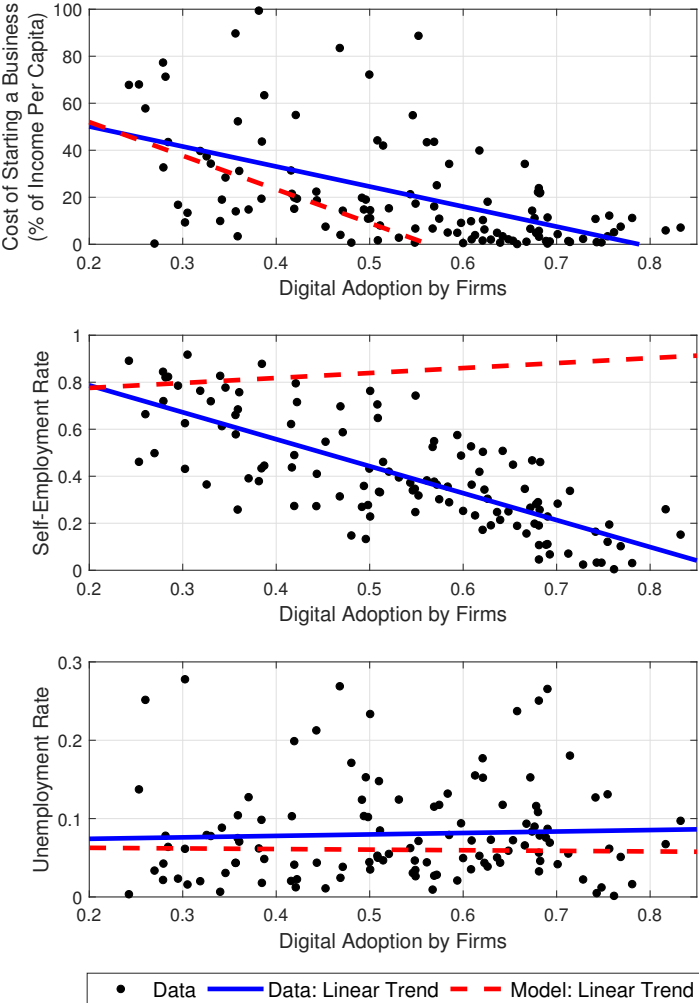 Cost of Starting a Business
(% of Income Per Capita)
100
80
60
40
20
0
0.2 0.3 0.4 0.5 0.6 0.7 0.8
Digital Adoption by Firms
Self-Employment Rate
1
0.8
0.6
0.4
0.2
0
0.2 0.3 0.4 0.5 0.6 0.7 0.8
Digital Adoption by Firms
Unemployment Rate
0.3
0.2
0.1
0
0.2 0.3 0.4 0.5 0.6 0.7 0.8
Digital Adoption by Firms
Data Data: Linear Trend Model: Linear Trend